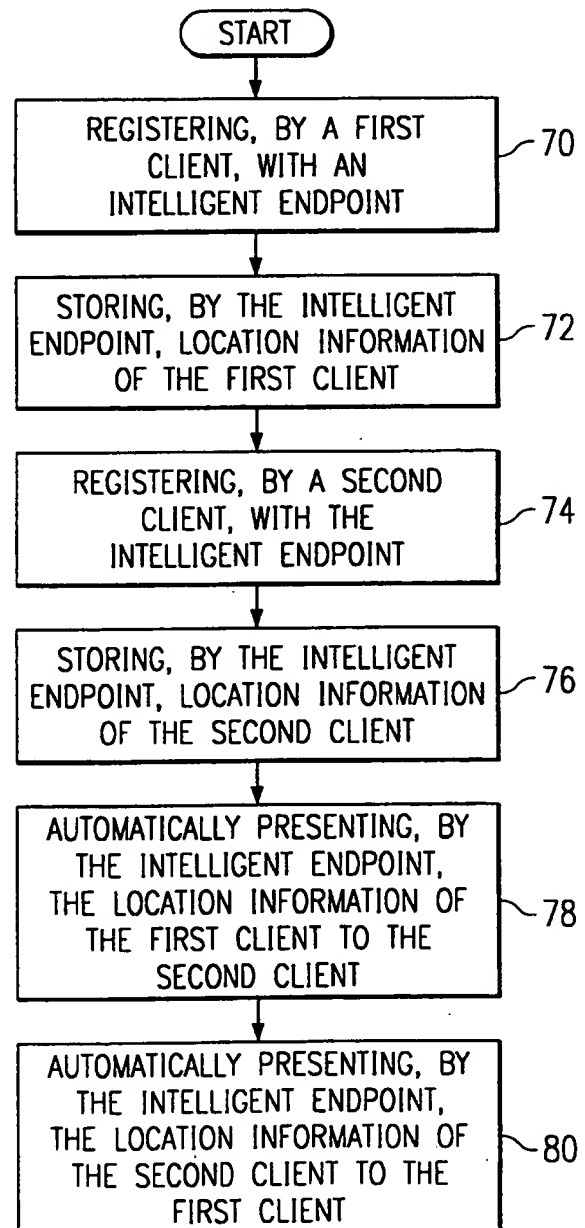 START
REGISTERING, BY A FIRST
CLIENT, WITH AN
INTELLIGENT ENDPOINT
70
STORING, BY THE INTELLIGENT
ENDPOINT, LOCATION INFORMATION
OF THE FIRST CLIENT
72
REGISTERING, BY A SECOND
CLIENT, WITH THE
INTELLIGENT ENDPOINT
74
STORING, BY THE INTELLIGENT
ENDPOINT, LOCATION INFORMATION
OF THE SECOND CLIENT
76
AUTOMATICALLY PRESENTING, BY
THE INTELLIGENT ENDPOINT,
THE LOCATION INFORMATION OF
THE FIRST CLIENT TO THE
SECOND CLIENT
78
AUTOMATICALLY PRESENTING, BY
THE INTELLIGENT ENDPOINT,
THE LOCATION INFORMATION OF
THE SECOND CLIENT TO THE
FIRST CLIENT
80